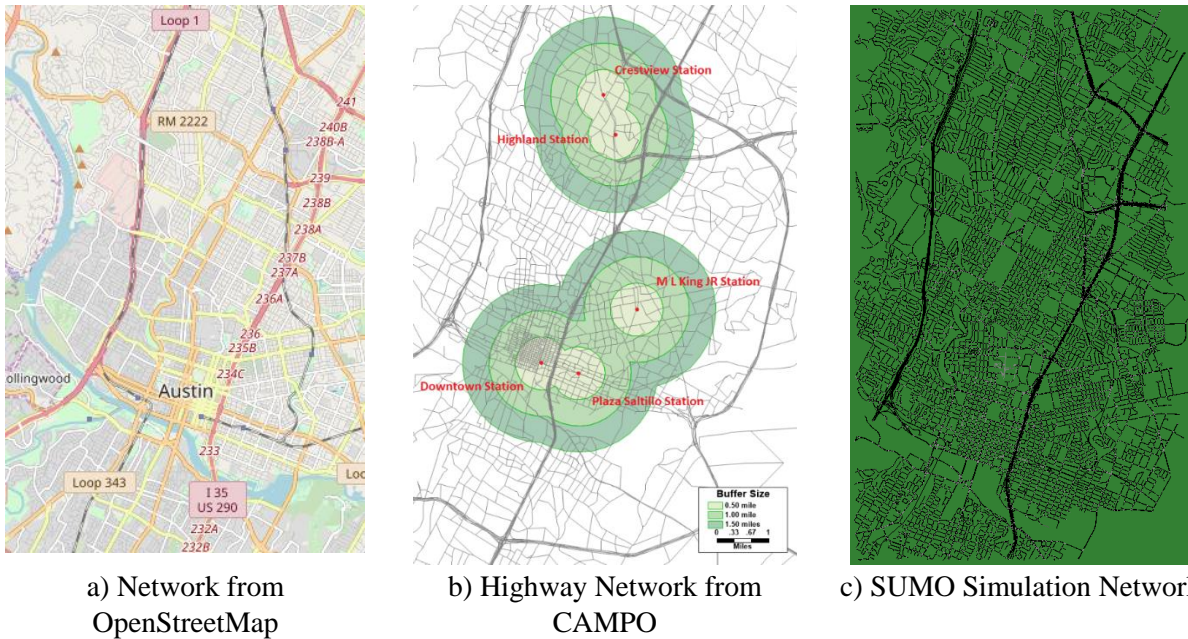 Loop 1
241
RM 2222
240B
238B-A
239
238B
238A
237B
237A
236A
236
235B
234C
ollingwood
Austin
233
Loop 343
Loc
I 35
US 290
232A
232B
Crestview Station
Highland Station
M L King JR Station
Downtown Station
Plaza Saltillo Station
Buffer Size
0.50 mile
1.00 mile
1.50 miles
0 .33 .67 1
Miles
a) Network from
OpenStreetMap
b) Highway Network from
CAMPO
c) SUMO Simulation Network